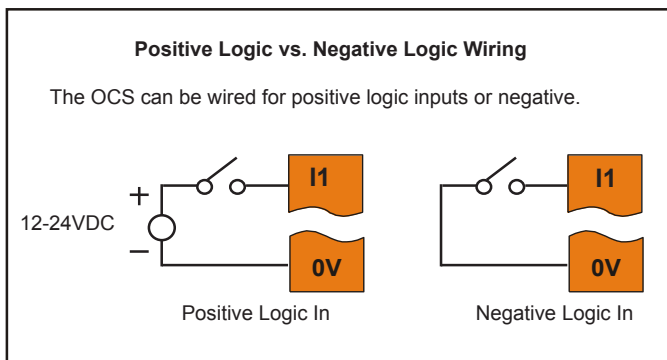 Positive Logic vs. Negative Logic Wiring
The OCS can be wired for positive logic inputs or negative.
+
12-24VDC
−
I1
0V
Positive Logic In
I1
0V
Negative Logic In